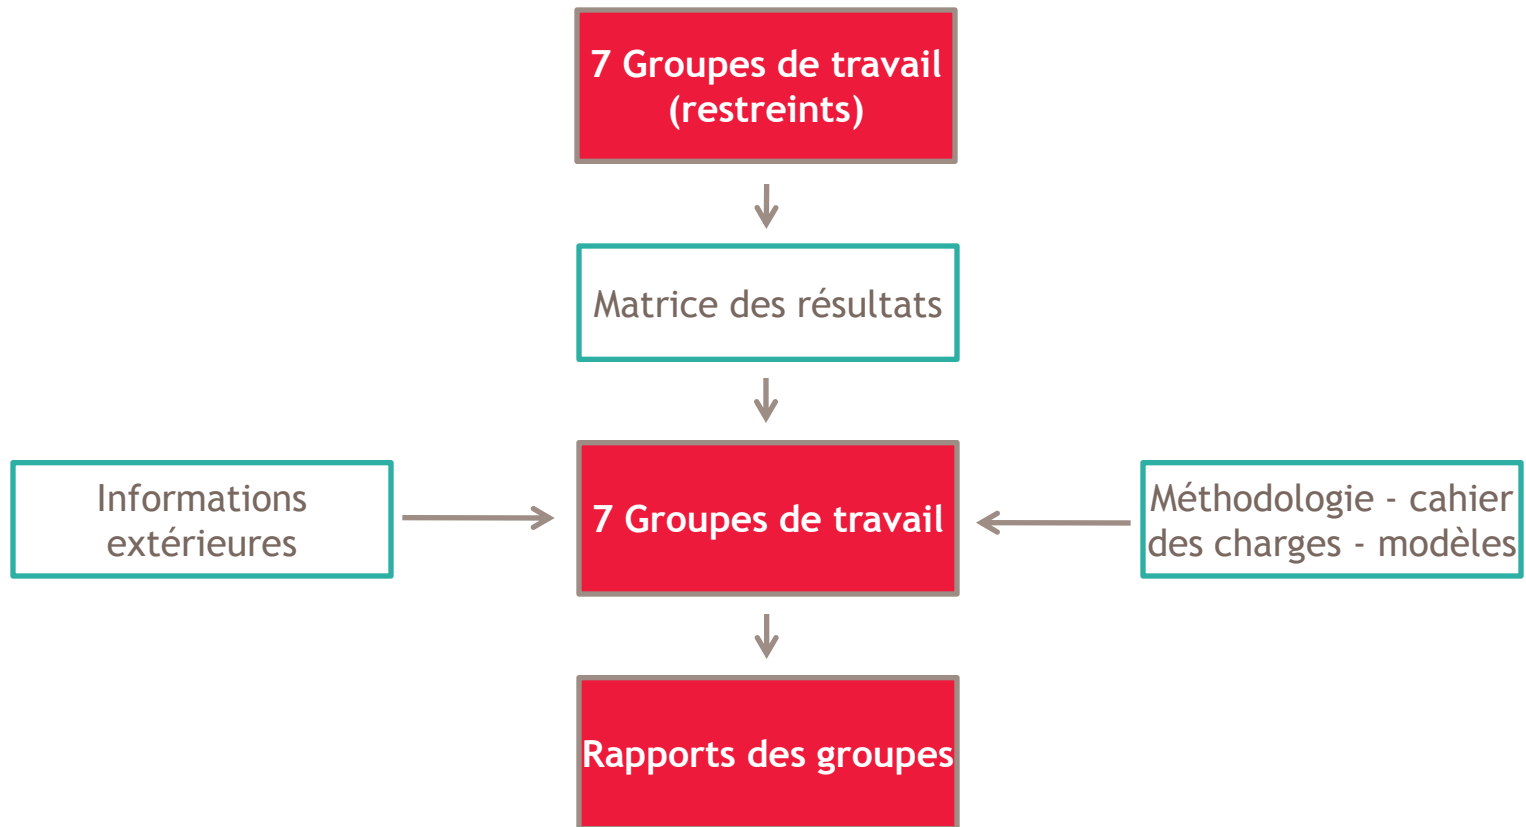 7 Groupes de travail
(restreints)
Matrice des résultats
Informations
extérieures
7 Groupes de travail
Méthodologie - cahier
des charges - modèles
Rapports des groupes